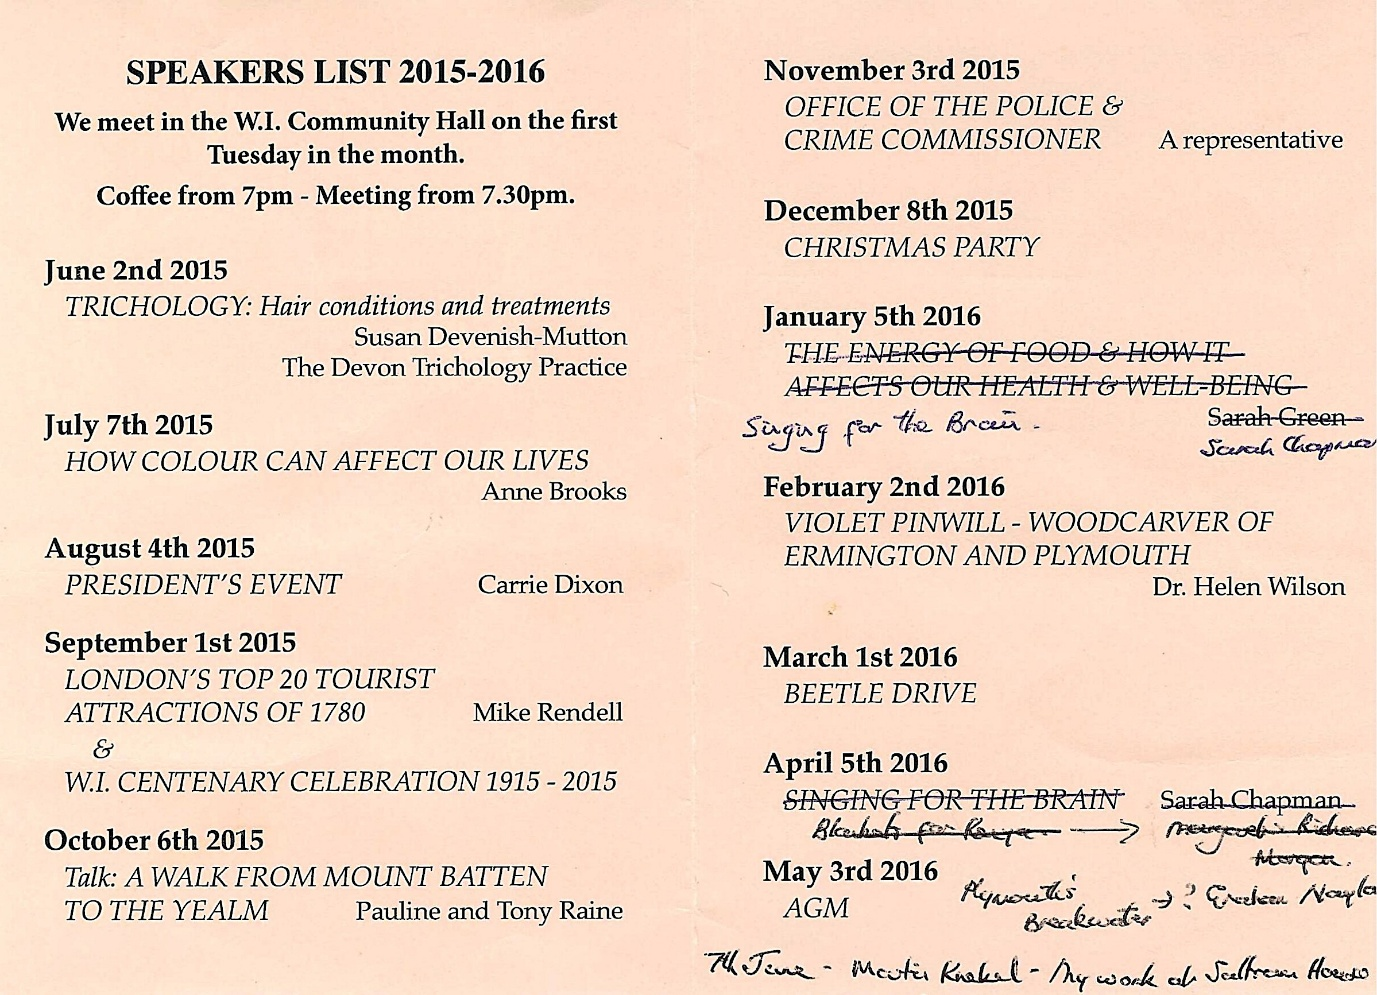 SPEAKERS LIST 2015-2016
We meet in the W.I. Community Hall on the first
Tuesday in the month.
Coffee from 7pm - Meeting from 7.30pm.
June 2nd 2015
TRICHOLOGY: Hair conditions and treatments
Susan Devenish-Mutton
The Devon Trichology Practice
July 7th 2015
HOW COLOUR CAN AFFECT OUR LIVES
Anne Brooks
August 4th 2015
PRESIDENT'S EVENT Carrie Dixon
September 1st 2015
LONDON'S TOP 20 TOURIST
ATTRACTIONS OF 1780 Mike Rendell
&
W.I. CENTENARY CELEBRATION 1915 - 2015
October 6th 2015
Talk: A WALK FROM MOUNT BATTEN
TO THE YEALM Pauline and Tony Raine
November 3rd 2015
OFFICE OF THE POLICE &
CRIME COMMISSIONER A representative
December 8th 2015
CHRISTMAS PARTY
January 5th 2016
THE ENERGY OF FOOD & HOW IT
AFFECTS OUR HEALTH & WELL-BEING
Sarah Green
Singing for the Brain. Sarah Chapman
February 2nd 2016
VIOLET PINWILL - WOODCARVER OF
ERMINGTON AND PLYMOUTH
Dr. Helen Wilson
March 1st 2016
BEETLE DRIVE
April 5th 2016
SINGING FOR THE BRAIN Sarah Chapman
Blankets for →
Morgan.
May 3rd 2016
Plymouth's
Breakwater → ? Graham
AGM
7th June - Martin - My work at Saltram House